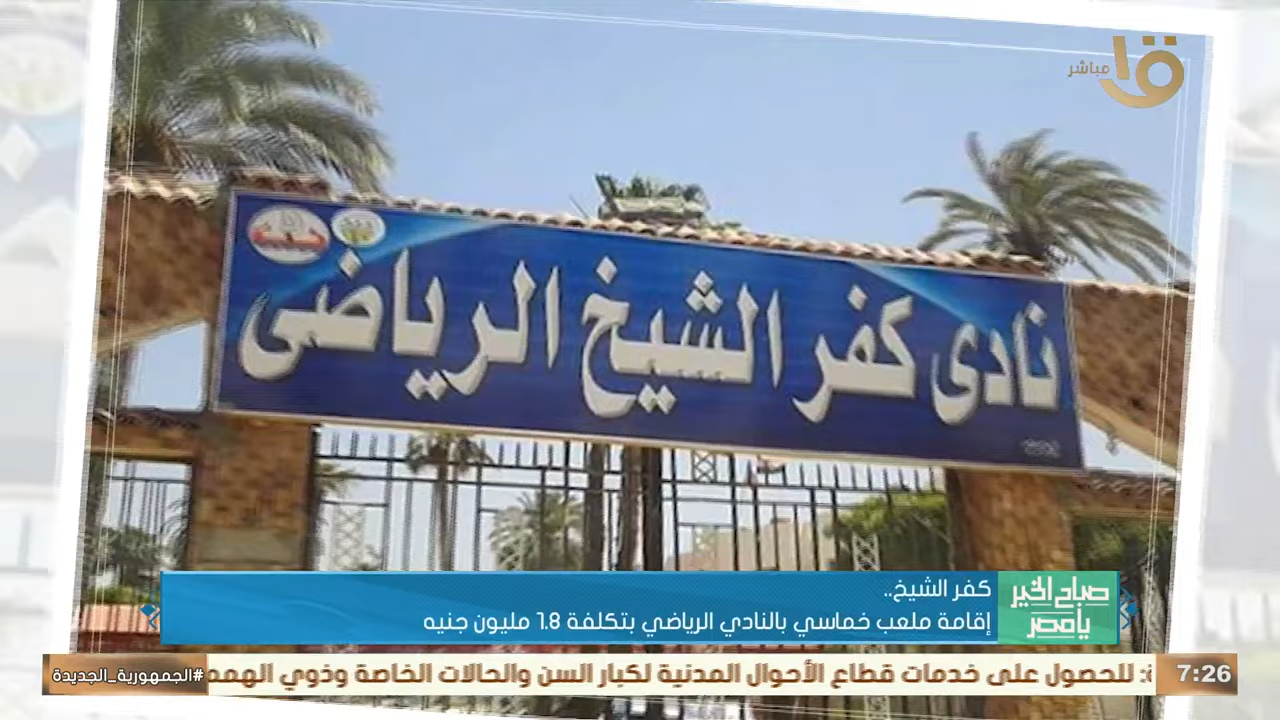 مباشر
نادى كفر الشيخ الرياضى
كفر الشيخ..
إقامة ملعب خماسي بالنادي الرياضي بتكلفة 1.8 مليون جنيه
صباح الخير
يا مصر
7:26
للحصول على خدمات قطاع الأحوال المدنية لكبار السن والحالات الخاصة وذوي الهمم
#الجمهورية_الجديدة